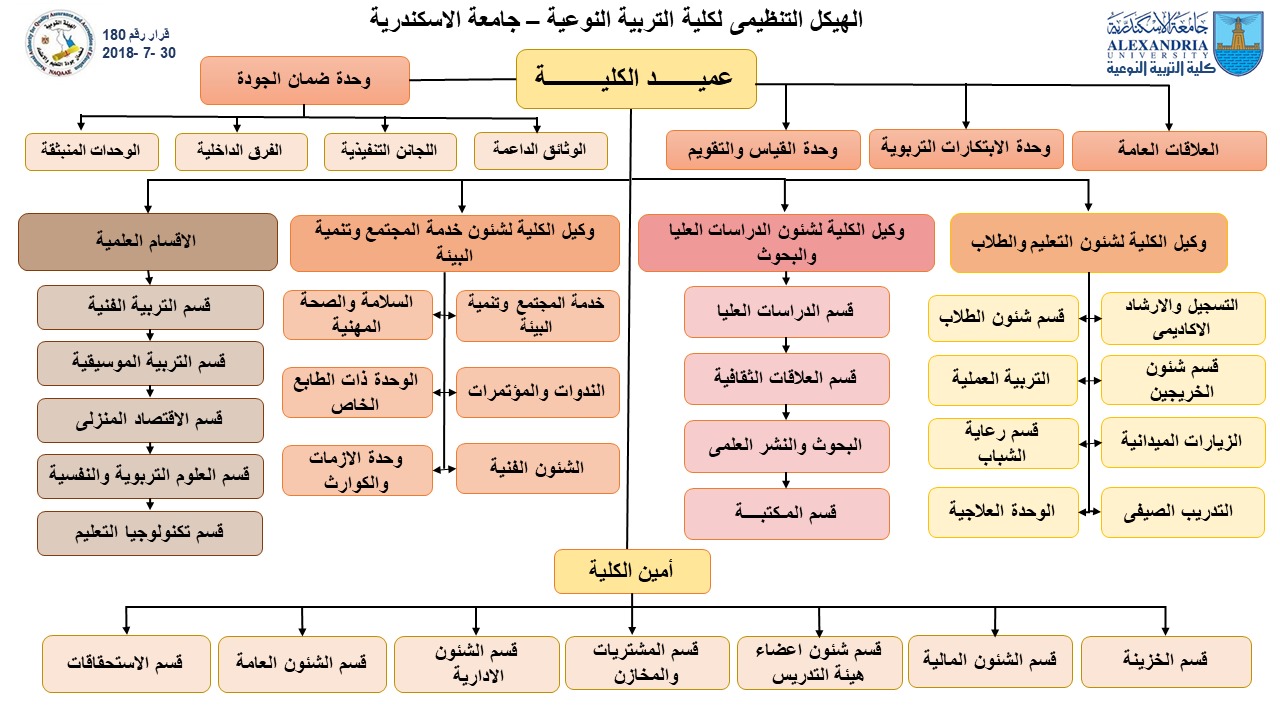 الهيكل التنظيمى لكلية التربية النوعية – جامعة الاسكندرية
جامعة الإسكندرية
ALEXANDRIA
UNIVERSITY
كلية التربية النوعية
قرار رقم 180
30 -7 -2018
NAQAAE
عميـــــد الكليـــــــة
وحدة ضمان الجودة
العلاقات العامة
وحدة الابتكارات التربوية
وحدة القياس والتقويم
الوثائق الداعمة
اللجان التنفيذية
الفرق الداخلية
الوحدات المنبثقة
وكيل الكلية لشئون التعليم والطلاب
التسجيل والارشاد
الاكاديمى
قسم شئون الطلاب
قسم شئون
الخريجين
التربية العملية
الزيارات الميدانية
قسم رعاية
الشباب
التدريب الصيفى
الوحدة العلاجية
وكيل الكلية لشئون الدراسات العليا
والبحوث
قسم الدراسات العليا
قسم العلاقات الثقافية
البحوث والنشر العلمى
قسم المكتبــــة
وكيل الكلية لشئون خدمة المجتمع وتنمية
البيئة
خدمة المجتمع وتنمية
البيئة
السلامة والصحة
المهنية
الندوات والمؤتمرات
الوحدة ذات الطابع
الخاص
الشئون الفنية
وحدة الازمات
والكوارث
الاقسام العلمية
قسم التربية الفنية
قسم التربية الموسيقية
قسم الاقتصاد المنزلى
قسم العلوم التربوية والنفسية
قسم تكنولوجيا التعليم
أمين الكلية
قسم الخزينة
قسم الشئون المالية
قسم شئون اعضاء
هيئة التدريس
قسم المشتريات
والمخازن
قسم الشئون
الادارية
قسم الشئون العامة
قسم الاستحقاقات